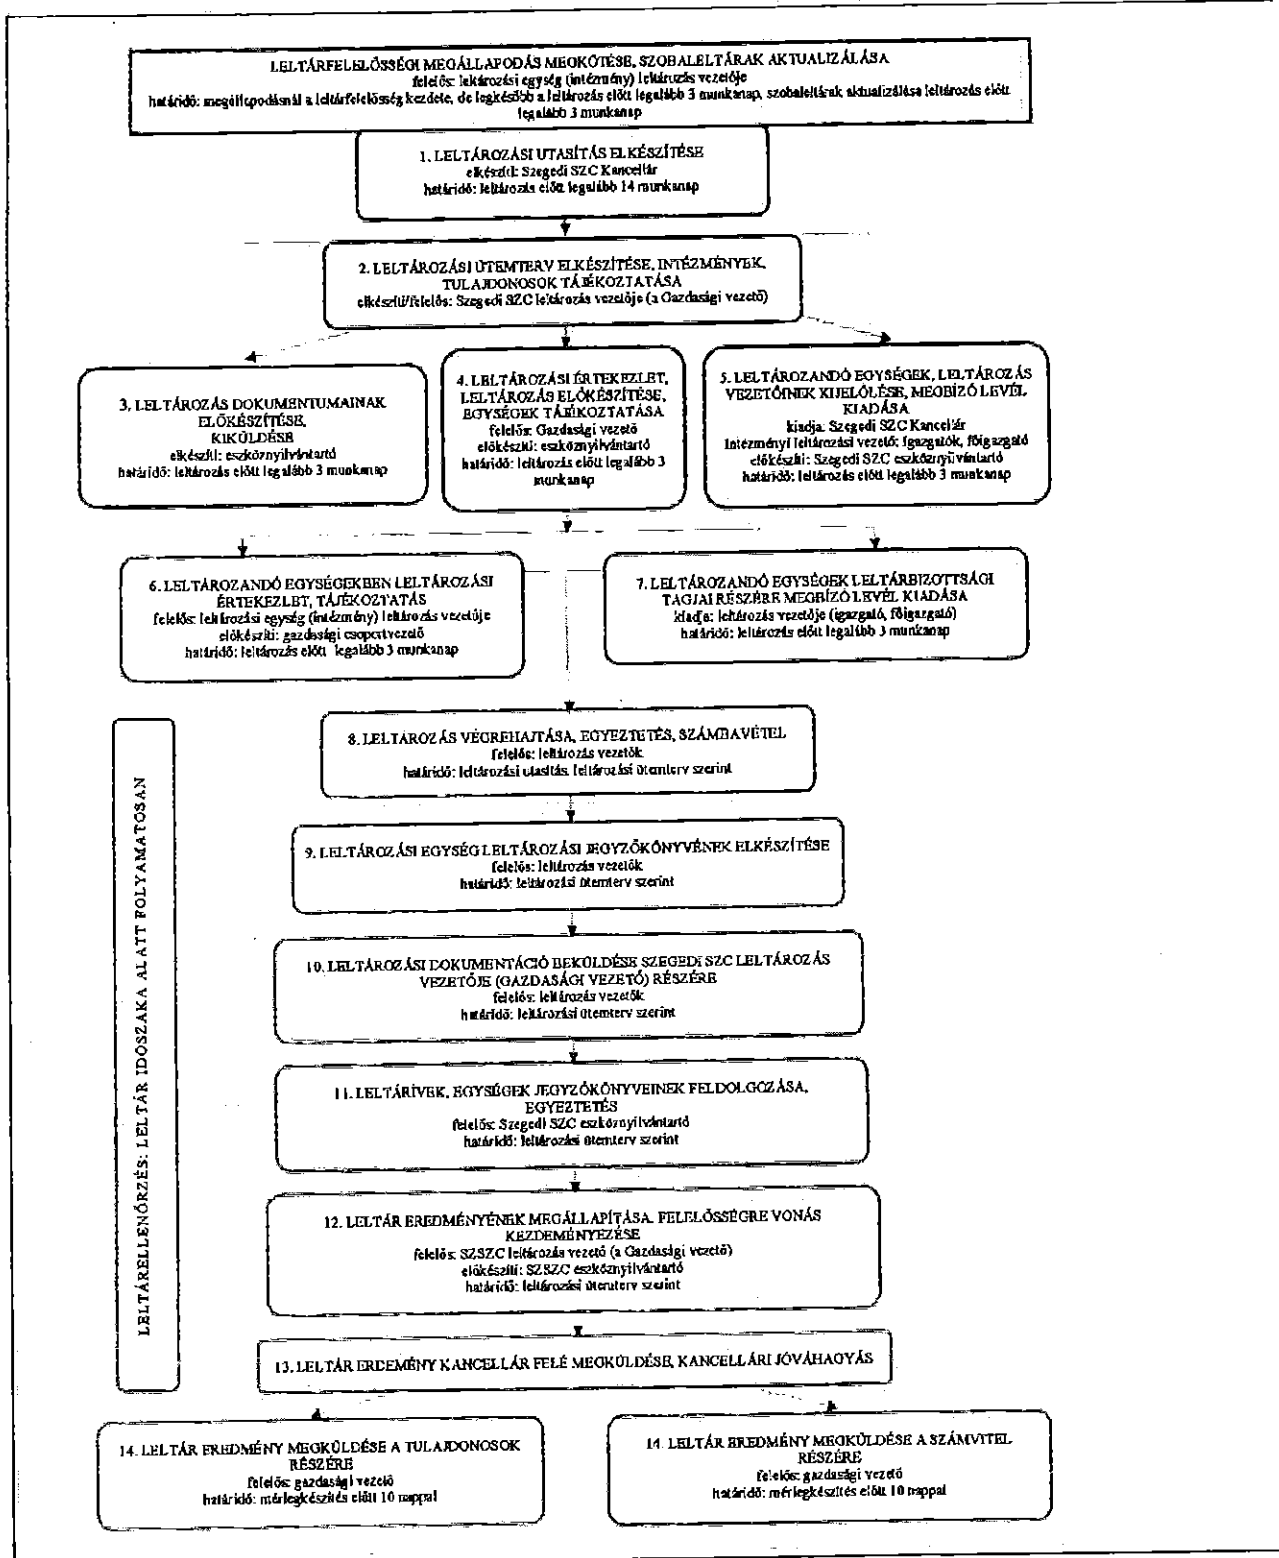 LELTÁRFELELŐSSÉGI MEGÁLLAPODÁS MEGKÖTÉSE, SZOBALELTÁRAK AKTUALIZÁLÁSA
felelős: leltározási egység (intézmény) leltározás vezetője
határidő: megállapodásnál a leltárfelelősség kezdete, de legkésőbb a leltározás előtt legalább 3 munkanap, szobaleltárak aktualizálása leltározás előtt
legalább 3 munkanap
1. LELTÁROZÁSI UTASÍTÁS ELKÉSZÍTÉSE
elkészíti: Szegedi SZC Kancellár
határidő: leltározás előtt legalább 14 munkanap
2. LELTÁROZÁSI ÜTEMTERV ELKÉSZÍTÉSE, INTÉZMÉNYEK,
TULAJDONOSOK TÁJÉKOZTATÁSA
elkészíti/felelős: Szegedi SZC leltározás vezetője (a Gazdasági vezető)
3. LELTÁROZÁS DOKUMENTUMAINAK
ELŐKÉSZÍTÉSE,
KIKÜLDÉSE
elkészíti: eszköznyilvántartó
határidő: leltározás előtt legalább 3 munkanap
4. LELTÁROZÁSI ÉRTEKEZLET,
LELTÁROZÁS ELŐKÉSZÍTÉSE,
EGYSÉGEK TÁJÉKOZTATÁSA
felelős: Gazdasági vezető
előkészíti: eszköznyilvántartó
határidő: leltározás előtt legalább 3
munkanap
5. LELTÁROZANDÓ EGYSÉGEK, LELTÁROZÁS
VEZETŐINEK KIJELÖLÉSE, MEGBÍZÓ LEVÉL
KIADÁSA
kiadja: Szegedi SZC Kancellár
Intézményi leltározási vezető: igazgatók, főigazgató
előkészíti: Szegedi SZC eszköznyilvántartó
határidő: leltározás előtt legalább 3 munkanap
6. LELTÁROZANDÓ EGYSÉGEKBEN LELTÁROZÁSI
ÉRTEKEZLET, TÁJÉKOZTATÁS
felelős: leltározási egység (intézmény) leltározás vezetője
előkészíti: gazdasági csoportvezető
határidő: leltározás előtt legalább 3 munkanap
7. LELTÁROZANDÓ EGYSÉGEK LELTÁRBIZOTTSÁGI
TAGJAI RÉSZÉRE MEGBÍZÓ LEVÉL KIADÁSA
kiadja: leltározás vezetője (igazgató, főigazgató)
határidő: leltározás előtt legalább 3 munkanap
LELTÁRELLENŐRZÉS: LELTÁR IDŐSZAKA ALATT FOLYAMATOSAN
8. LELTÁROZÁS VÉGREHAJTÁSA, EGYEZTETÉS, SZÁMBAVÉTEL
felelős: leltározás vezetők
határidő: leltározási utasítás, leltározási ütemterv szerint
9. LELTÁROZÁSI EGYSÉG LELTÁROZÁSI JEGYZŐKÖNYVÉNEK ELKÉSZÍTÉSE
felelős: leltározás vezetők
határidő: leltározási ütemterv szerint
10. LELTÁROZÁSI DOKUMENTÁCIÓ BEKÜLDÉSE SZEGEDI SZC LELTÁROZÁS
VEZETŐJE (GAZDASÁGI VEZETŐ) RÉSZÉRE
felelős: leltározás vezetők
határidő: leltározási ütemterv szerint
11. LELTÁRÍVEK, EGYSÉGEK JEGYZŐKÖNYVEINEK FELDOLGOZÁSA,
EGYEZTETÉS
felelős: Szegedi SZC eszköznyilvántartó
határidő: leltározási ütemterv szerint
12. LELTÁR EREDMÉNYÉNEK MEGÁLLAPÍTÁSA, FELELŐSSÉGRE VONÁS
KEZDEMÉNYEZÉSE
felelős: SZSZC leltározás vezető (a Gazdasági vezető)
előkészíti: SZSZC eszköznyilvántartó
határidő: leltározási ütemterv szerint
13. LELTÁR ERDEMÉNY KANCELLÁR FELÉ MEGKÜLDÉSE, KANCELLÁRI JÓVÁHAGYÁS
14. LELTÁR EREDMÉNY MEGKÜLDÉSE A TULAJDONOSOK
RÉSZÉRE
felelős: gazdasági vezető
határidő: mérlegkészítés előtt 10 nappal
14. LELTÁR EREDMÉNY MEGKÜLDÉSE A SZÁMVITEL
RÉSZÉRE
felelős: gazdasági vezető
határidő: mérlegkészítés előtt 10 nappal